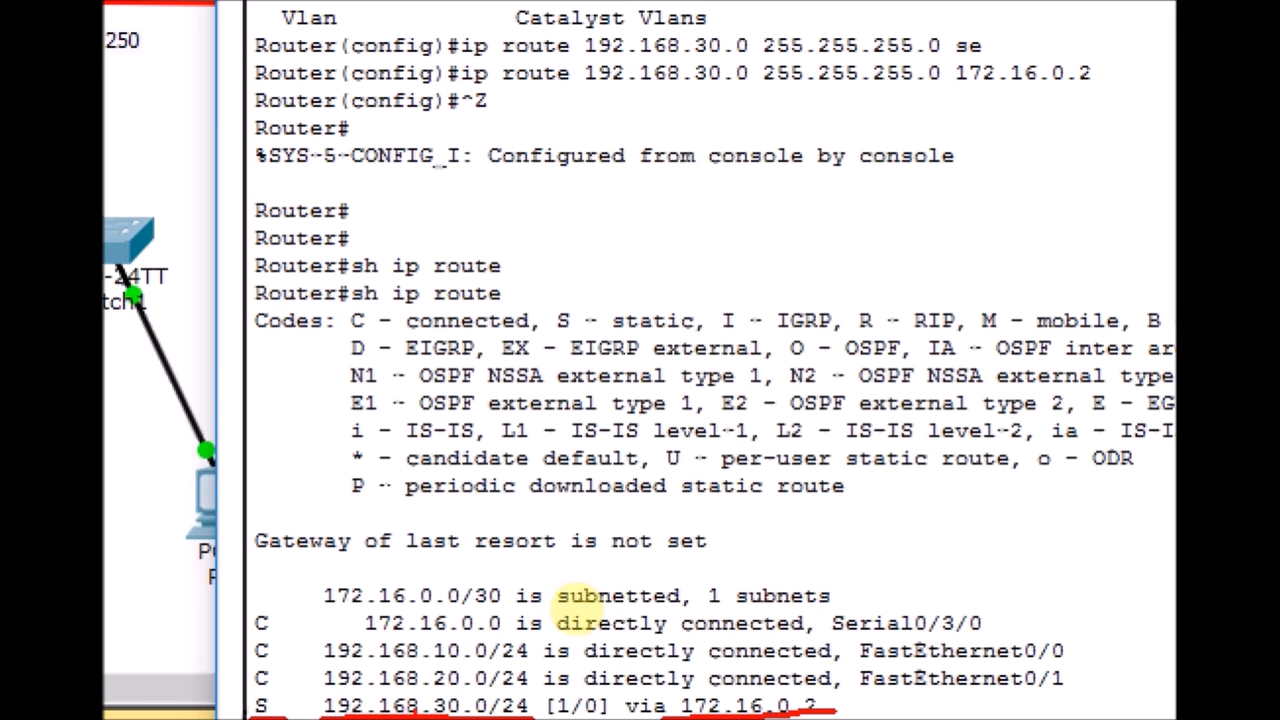 250
-24TT
tch1
Vlan Catalyst Vlans
Router(config)#ip route 192.168.30.0 255.255.255.0 se
Router(config)#ip route 192.168.30.0 255.255.255.0 172.16.0.2
Router(config)#^Z
Router#
%SYS-5-CONFIG_I: Configured from console by console
Router#
Router#
Router#sh ip route
Router#sh ip route
Codes: C - connected, S - static, I - IGRP, R - RIP, M - mobile, B
D - EIGRP, EX - EIGRP external, O - OSPF, IA - OSPF inter ar
N1 - OSPF NSSA external type 1, N2 - OSPF NSSA external type
E1 - OSPF external type 1, E2 - OSPF external type 2, E - EG
i - IS-IS, L1 - IS-IS level-1, L2 - IS-IS level-2, ia - IS-I
* - candidate default, U - per-user static route, o - ODR
P - periodic downloaded static route
Gateway of last resort is not set
172.16.0.0/30 is subnetted, 1 subnets
C 172.16.0.0 is directly connected, Serial0/3/0
C 192.168.10.0/24 is directly connected, FastEthernet0/0
C 192.168.20.0/24 is directly connected, FastEthernet0/1
S 192.168.30.0/24 [1/0] via 172.16.0.2